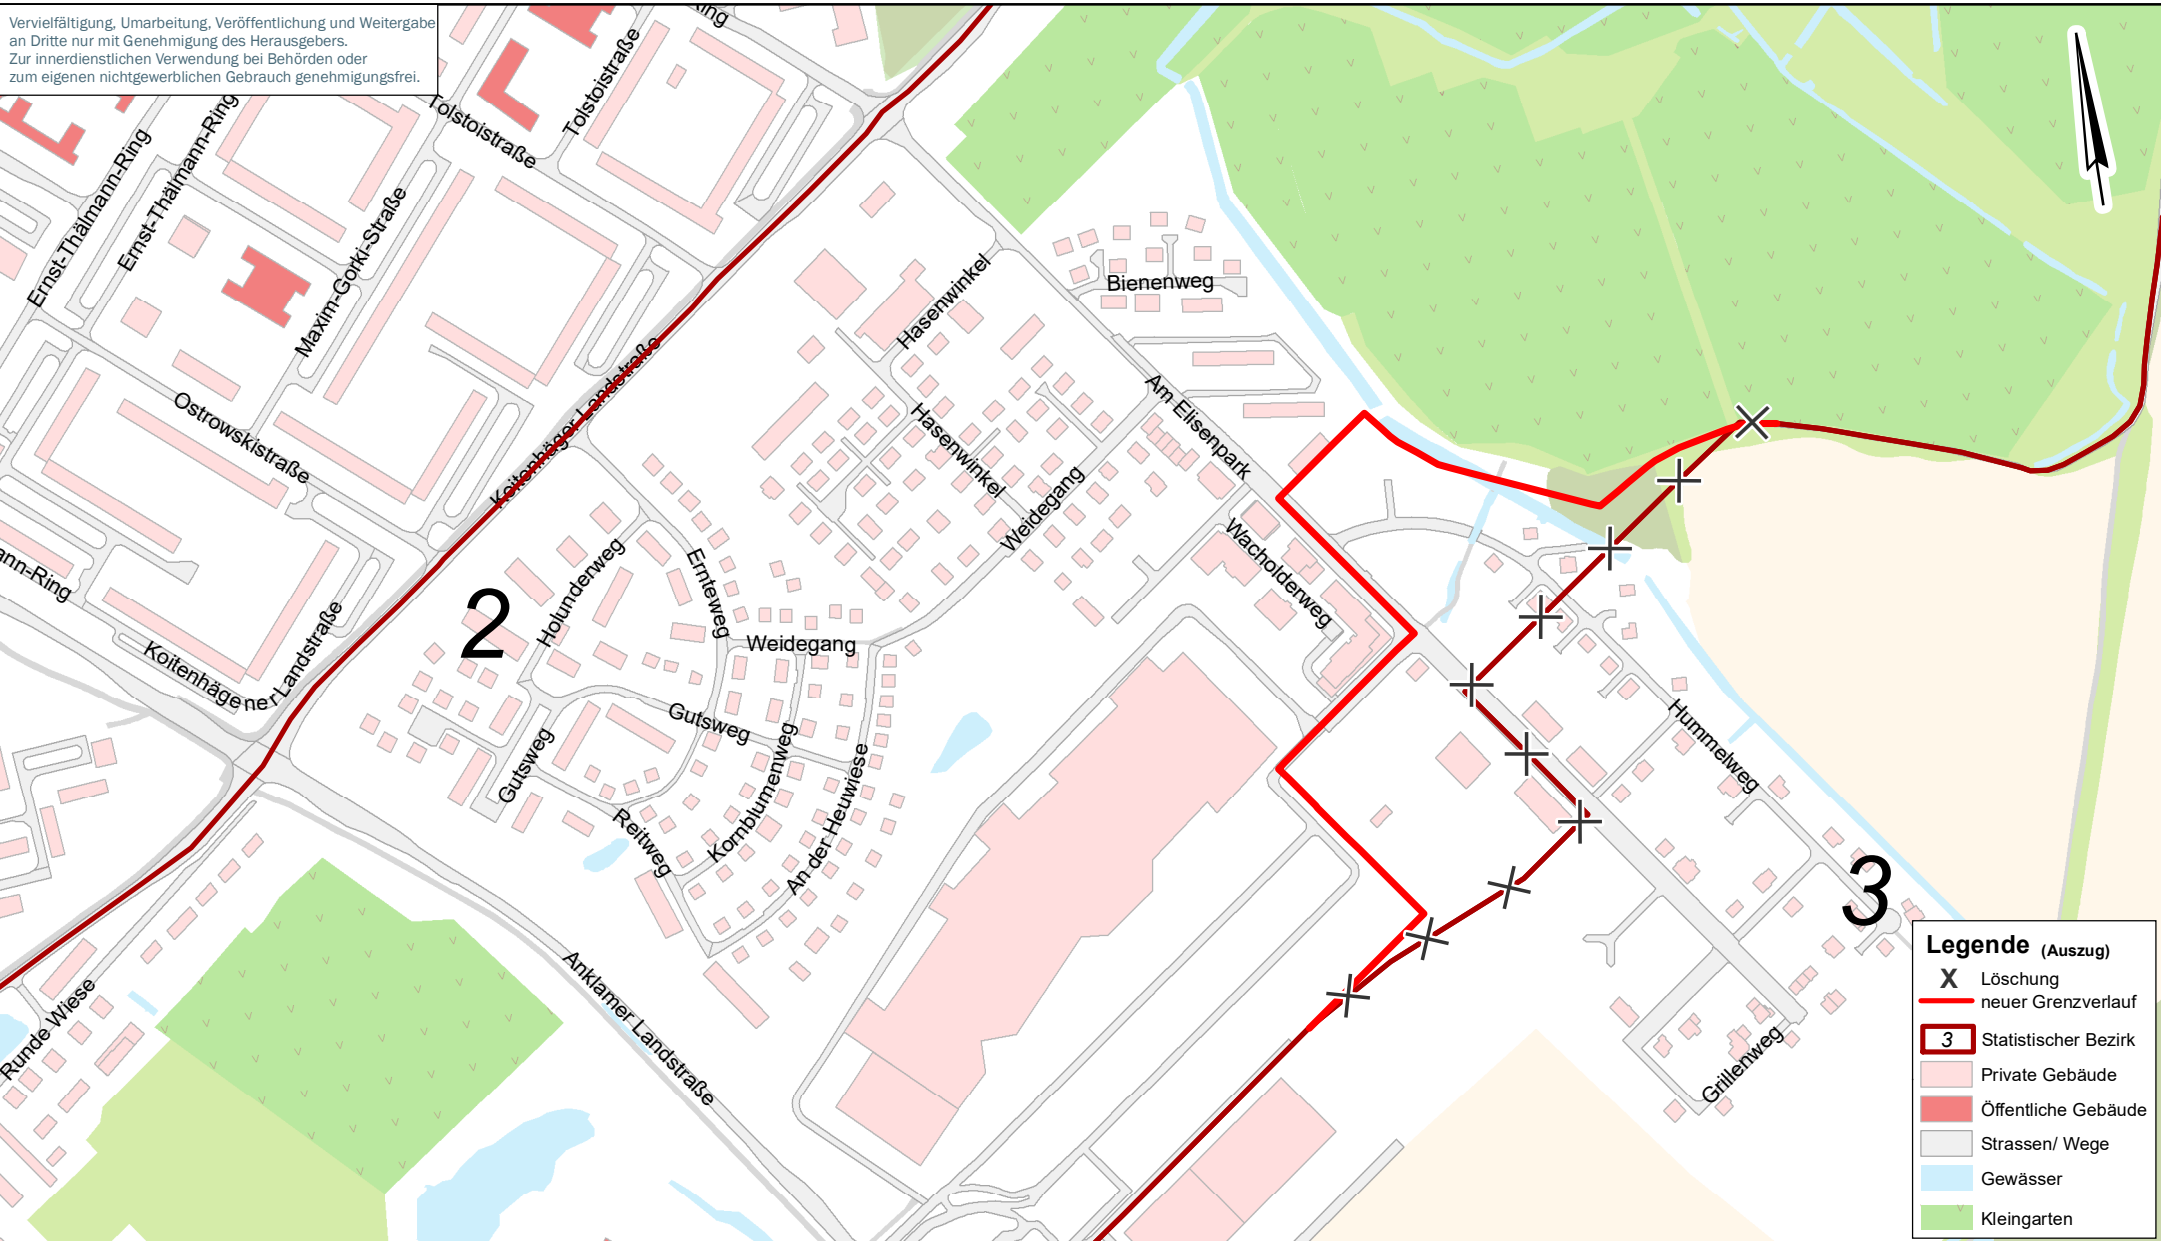 Vervielfältigung, Umarbeitung, Veröffentlichung und Weitergabe
an Dritte nur mit Genehmigung des Herausgebers.
Zur innerdienstlichen Verwendung bei Behörden oder
zum eigenen nichtgewerblichen Gebrauch genehmigungsfrei.
Ring
Tolstoistraße
Tolstoistraße
Ernst-Thälmann-Ring
Ernst-Thälmann-Ring
Maxim-Gorki-Straße
Hasenwinkel
Bienenweg
Koitenhäger Landstraße
Ostrowskistraße
Am Elisenpark
Hasenwinkel
Weidegang
Wacholderweg
ann-Ring
2
Holunderweg
Ernteweg
Weidegang
Koitenhägener Landstraße
Gutsweg
Gutsweg
Kornblumenweg
An der Heuwiese
Reitweg
Hummelweg
3
Anklamer Landstraße
Runde Wiese
Grillenweg
Legende (Auszug)
X Löschung
neuer Grenzverlauf
3 Statistischer Bezirk
Private Gebäude
Öffentliche Gebäude
Strassen/ Wege
Gewässer
Kleingarten